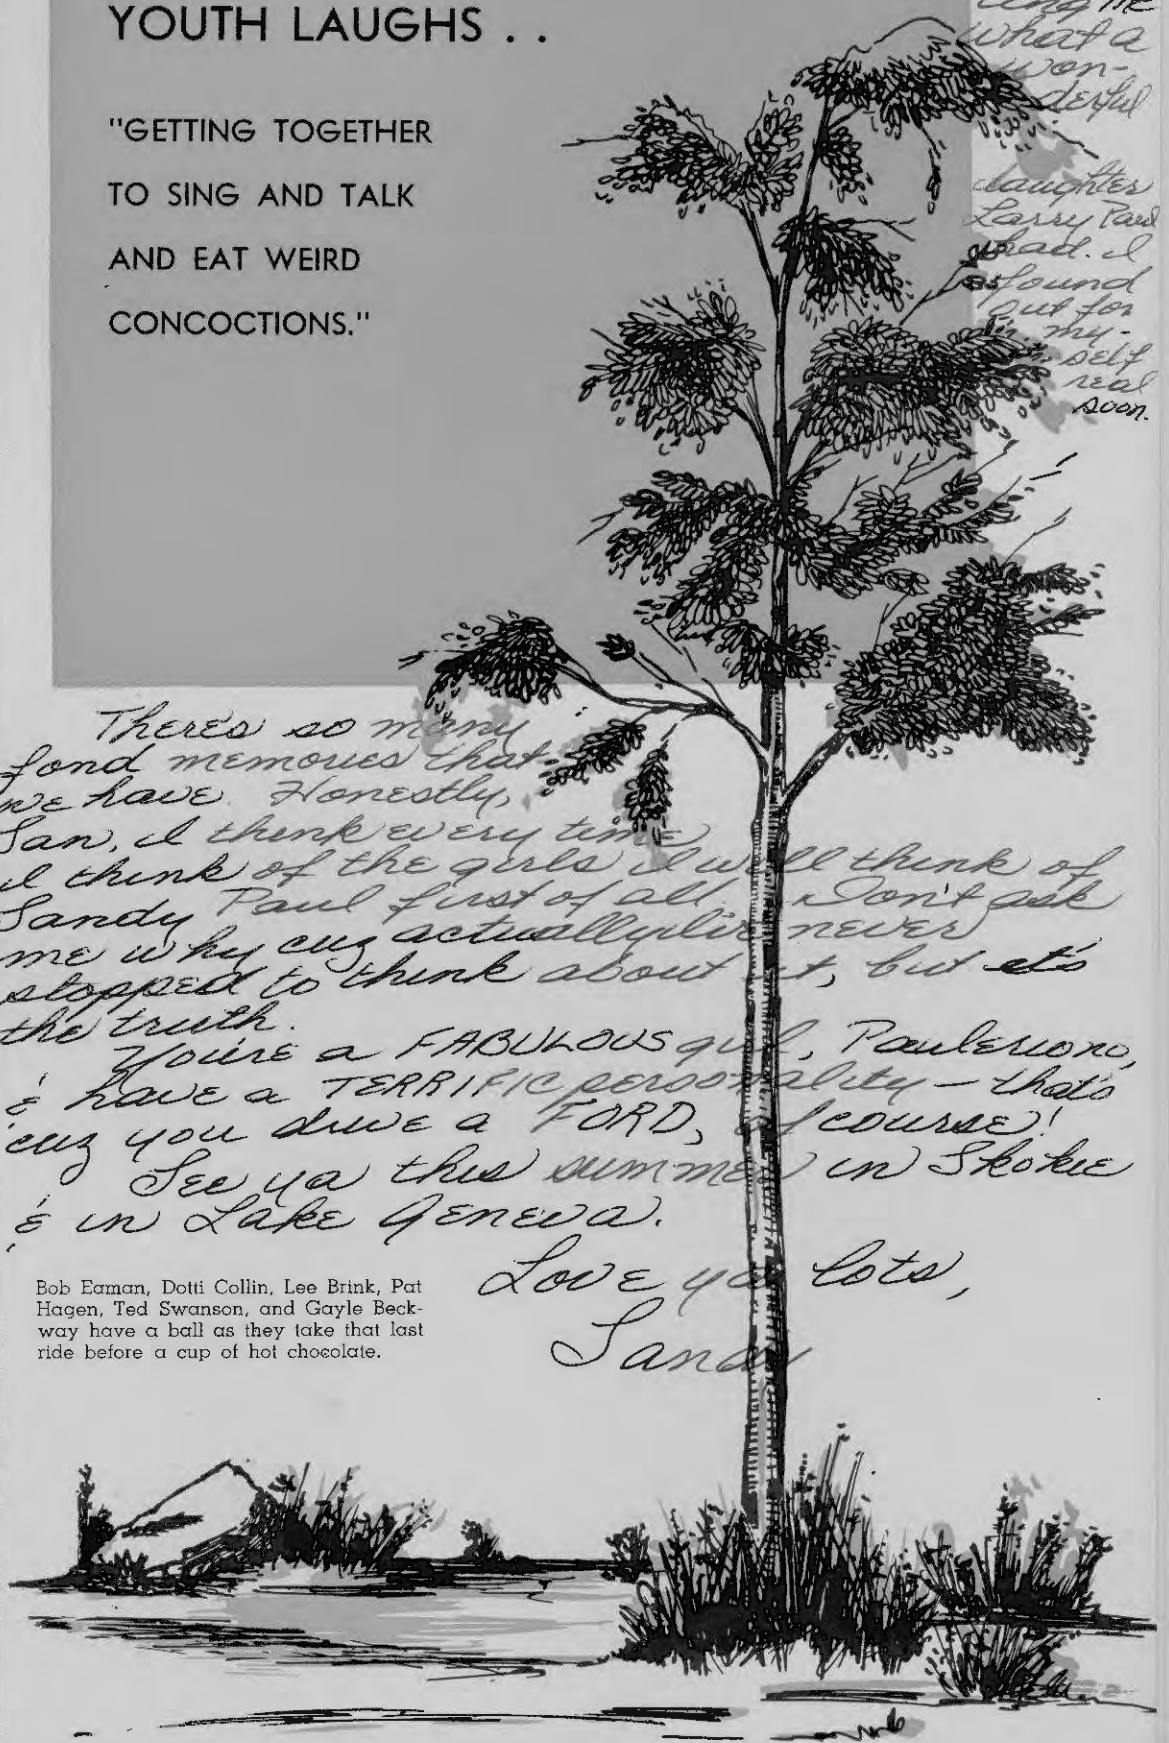 YOUTH LAUGHS . .
"GETTING TOGETHER
TO SING AND TALK
AND EAT WEIRD
CONCOCTIONS."
me
what a
won-
derful
daughter
Larry Paul
had. I
found
out for
my-
self
real
soon.
There's so many
fond memories that
we have. Honestly,
San, I think every time
I think of the girls I will think of
Sandy Paul first of all. Don't ask
me why cuz actually I've never
stopped to think about it, but it's
the truth.
You're a FABULOUS girl,
& have a TERRIFIC personality – that's
cuz you drive a FORD, of course!
See ya this summer in Skokie
& in Lake Geneva.
Love ya lots,
Sandy
Bob Eaman, Dotti Collin, Lee Brink, Pat
Hagen, Ted Swanson, and Gayle Beck-
way have a ball as they take that last
ride before a cup of hot chocolate.